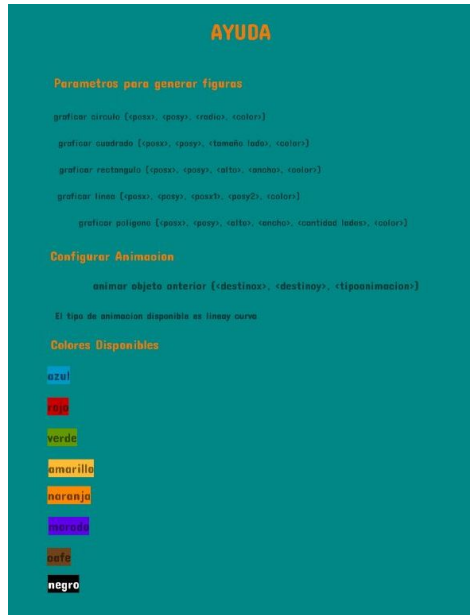 AYUDA
Parametros para generar figuras
graficar circulo (<posx>, <posy>, <radio>, <color>)
graficar cuadrado (<posx>, <posy>, <tamaño lado>, <color>)
graficar rectangulo (<posx>, <posy>, <alto>, <ancho>, <color>)
graficar linea (<posx>, <posy>, <posx1>, <posy2>, <color>)
graficar poligono (<posx>, <posy>, <alto>, <ancho>, <cantidad lados>, <color>)
Configurar Animacion
animar objeto anterior (<destinox>, <destinoy>, <tipoanimacion>)
El tipo de animacion disponible es lineay curva
Colores Disponibles
azul
rojo
verde
amarillo
naranja
morado
cafe
negro